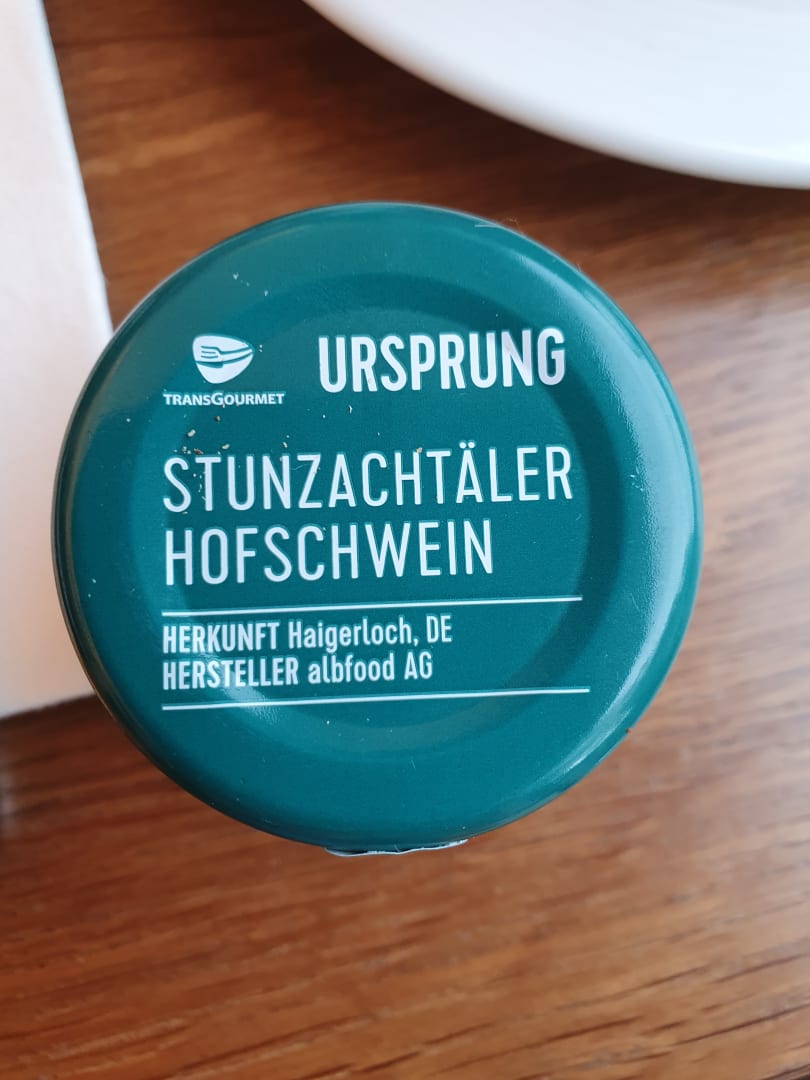 TRANSGOURMET
URSPRUNG
STUNZACHTÄLER
HOFSCHWEIN
HERKUNFT Haigerloch, DE
HERSTELLER albfood AG